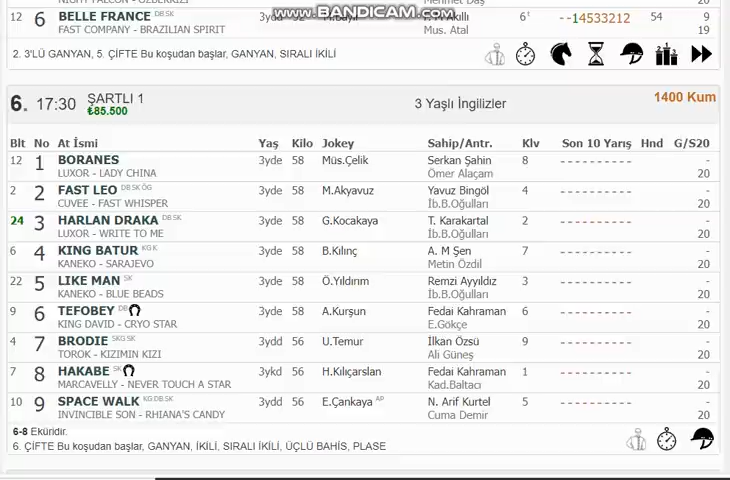 12 6 BELLE FRANCE DB SK 3ydd 6¹ --14533212 54 9
FAST COMPANY - BRAZILIAN SPIRIT Mus. Atal 19
www.BANDICAM.com
2. 3'LÜ GANYAN, 5. ÇİFTE Bu koşudan başlar, GANYAN, SIRALI İKİLİ
6. 17:30 ŞARTLI 1 3 Yaşlı İngilizler 1400 Kum
₺85.500
Blt No At İsmi Yaş Kilo Jokey Sahip/Antr. Klv Son 10 Yarış Hnd G/S20
12 1 BORANES 3yde 58 Müs.Çelik Serkan Şahin 8 ---------- -
LUXOR - LADY CHINA Ömer Alaçam 20
2 2 FAST LEO DB SK ÖG 3yde 58 M.Akyavuz Yavuz Bingöl 4 ---------- -
CUVEE - FAST WHISPER İb.B.Oğulları 20
24 3 HARLAN DRAKA DB SK 3yde 58 G.Kocakaya T. Karakartal 2 ---------- -
LUXOR - WRITE TO ME İb.B.Oğulları 20
6 4 KING BATUR KG K 3yde 58 B.Kılınç A. M Şen 7 ---------- -
KANEKO - SARAJEVO Metin Özdil 20
22 5 LIKE MAN SK 3yde 58 Ö.Yıldırım Remzi Ayyıldız 3 ---------- -
KANEKO - BLUE BEADS İb.B.Oğulları 20
9 6 TEFOBEY DB 3yde 58 A.Kurşun Fedai Kahraman 6 ---------- -
KING DAVID - CRYO STAR E.Gökçe 20
4 7 BRODIE SKG SK 3ydd 56 U.Temur İlkan Özsü 9 ---------- -
TOROK - KIZIMIN KIZI Ali Güneş 20
7 8 HAKABE SK 3ykd 56 H.Kılıçarslan Fedai Kahraman 1 ---------- -
MARCAVELLY - NEVER TOUCH A STAR Kad.Baltacı 20
10 9 SPACE WALK KG DB SK 3ydd 56 E.Çankaya AP N. Arif Kurtel 5 ---------- -
INVINCIBLE SON - RHIANA'S CANDY Cuma Demir 20
6-8 Eküridir.
6. ÇİFTE Bu koşudan başlar, GANYAN, İKİLİ, SIRALI İKİLİ, ÜÇLÜ BAHİS, PLASE